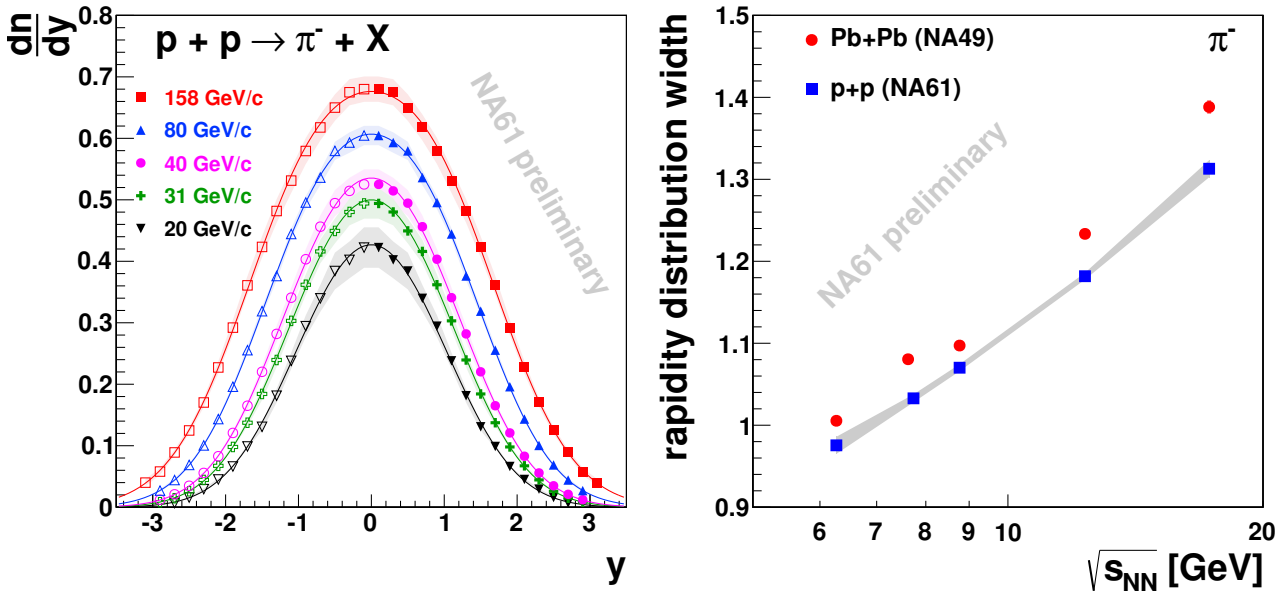 dn/dy
p + p → π⁻ + X
158 GeV/c
80 GeV/c
40 GeV/c
31 GeV/c
20 GeV/c
NA61 preliminary
0.8
0.7
0.6
0.5
0.4
0.3
0.2
0.1
0
-3 -2 -1 0 1 2 3
y
rapidity distribution width
Pb+Pb (NA49)
p+p (NA61)
π⁻
NA61 preliminary
1.5
1.4
1.3
1.2
1.1
1
0.9
6 7 8 9 10 20
√s_NN [GeV]